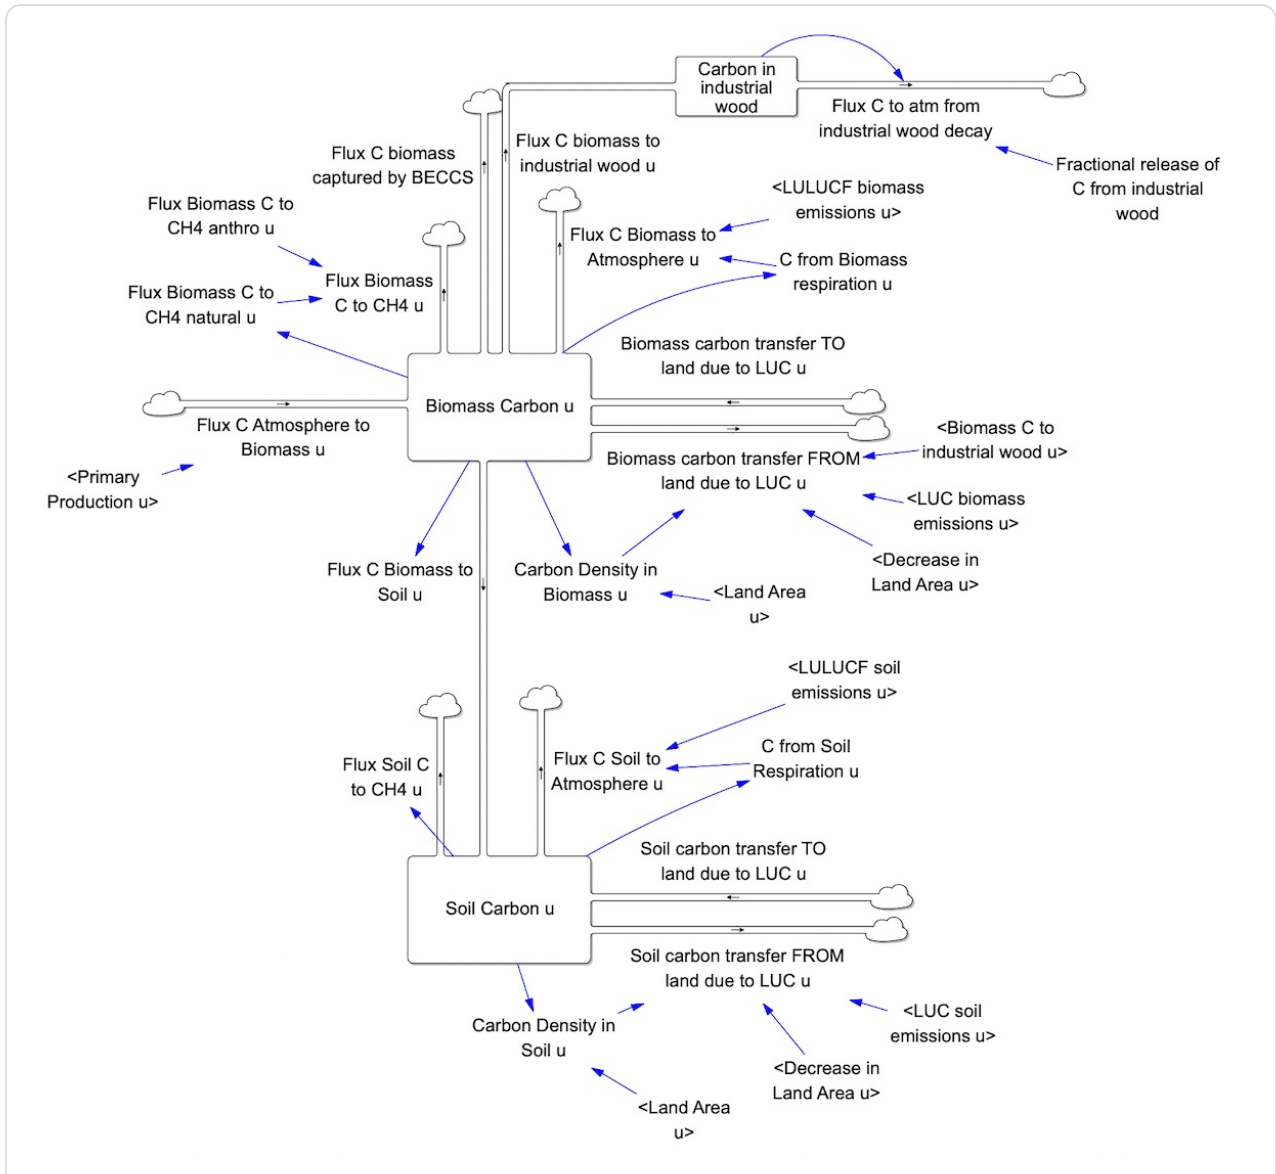 Carbon in
industrial
wood
Flux C to atm from
industrial wood decay
Fractional release of
C from industrial
wood
Flux C biomass
captured by BECCS
Flux C biomass to
industrial wood u
<LULUCF biomass
emissions u>
Flux Biomass C to
CH4 anthro u
Flux C Biomass to
Atmosphere u
C from Biomass
respiration u
Flux Biomass C to
CH4 natural u
Flux Biomass
C to CH4 u
Biomass carbon transfer TO
land due to LUC u
Biomass Carbon u
Flux C Atmosphere to
Biomass u
<Primary
Production u>
Biomass carbon transfer FROM
land due to LUC u
<Biomass C to
industrial wood u>
<LUC biomass
emissions u>
<Decrease in
Land Area u>
Flux C Biomass to
Soil u
Carbon Density in
Biomass u
<Land Area
u>
<LULUCF soil
emissions u>
Flux Soil C
to CH4 u
Flux C Soil to
Atmosphere u
C from Soil
Respiration u
Soil carbon transfer TO
land due to LUC u
Soil Carbon u
Soil carbon transfer FROM
land due to LUC u
Carbon Density in
Soil u
<LUC soil
emissions u>
<Decrease in
Land Area u>
<Land Area
u>